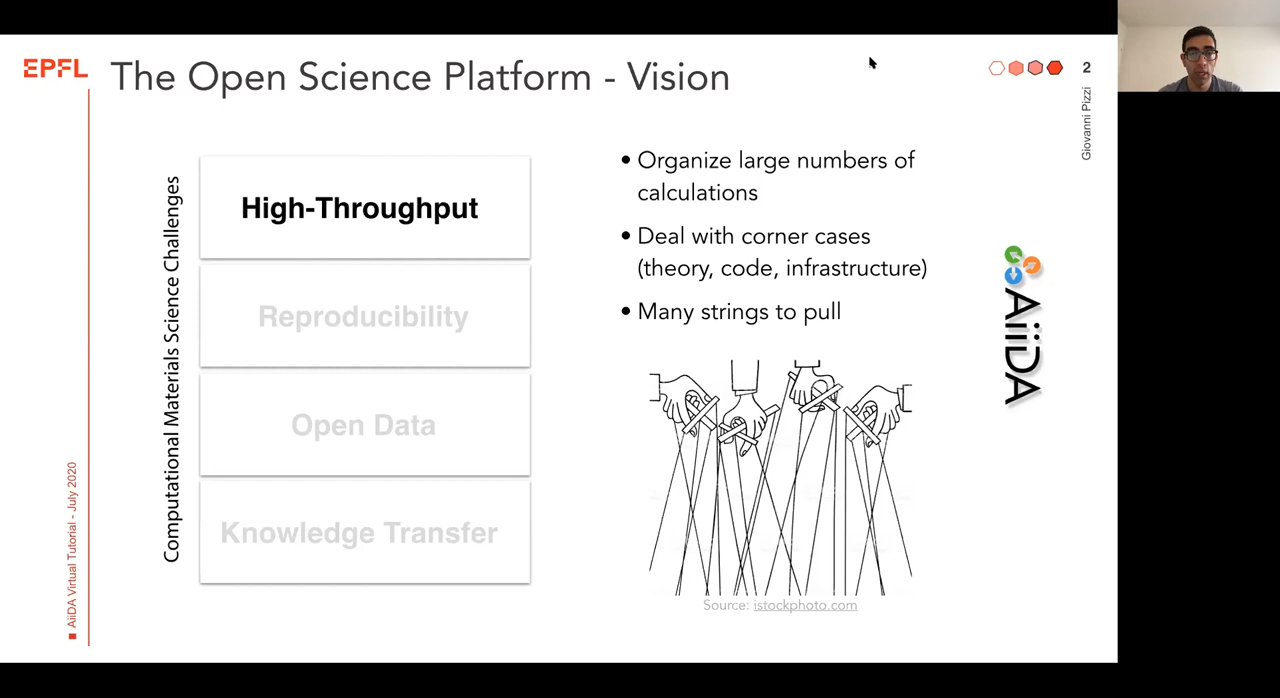 EPFL
The Open Science Platform - Vision
2
Giovanni Pizzi
Computational Materials Science Challenges
High-Throughput
Reproducibility
Open Data
Knowledge Transfer
• Organize large numbers of
calculations
• Deal with corner cases
(theory, code, infrastructure)
• Many strings to pull
AiiDA
Source: istockphoto.com
AiiDA Virtual Tutorial - July 2020